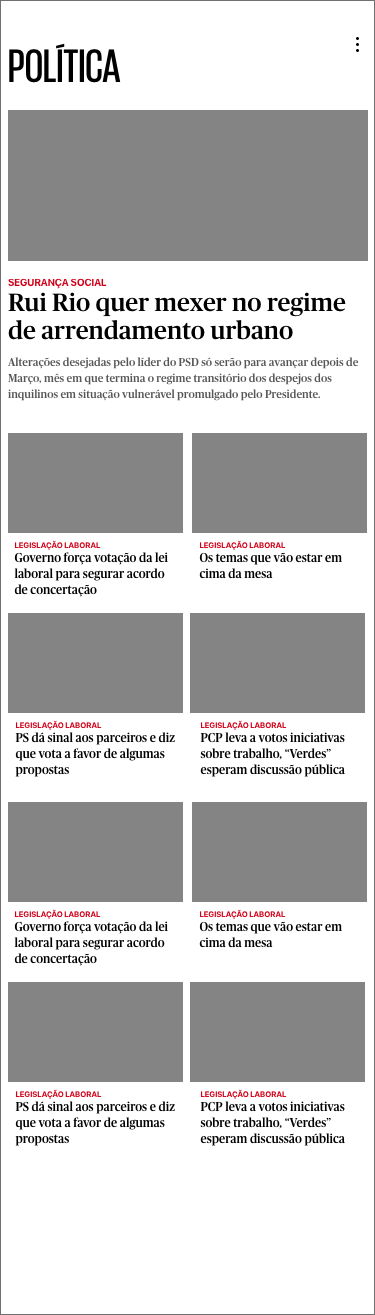 POLÍTICA
SEGURANÇA SOCIAL
Rui Rio quer mexer no regime
de arrendamento urbano
Alterações desejadas pelo líder do PSD só serão para avançar depois de
Março, mês em que termina o regime transitório dos despejos dos
inquilinos em situação vulnerável promulgado pelo Presidente.
LEGISLAÇÃO LABORAL
Governo força votação da lei
laboral para segurar acordo
de concertação
LEGISLAÇÃO LABORAL
Os temas que vão estar em
cima da mesa
LEGISLAÇÃO LABORAL
PS dá sinal aos parceiros e diz
que vota a favor de algumas
propostas
LEGISLAÇÃO LABORAL
PCP leva a votos iniciativas
sobre trabalho, “Verdes”
esperam discussão pública
LEGISLAÇÃO LABORAL
Governo força votação da lei
laboral para segurar acordo
de concertação
LEGISLAÇÃO LABORAL
Os temas que vão estar em
cima da mesa
LEGISLAÇÃO LABORAL
PS dá sinal aos parceiros e diz
que vota a favor de algumas
propostas
LEGISLAÇÃO LABORAL
PCP leva a votos iniciativas
sobre trabalho, “Verdes”
esperam discussão pública